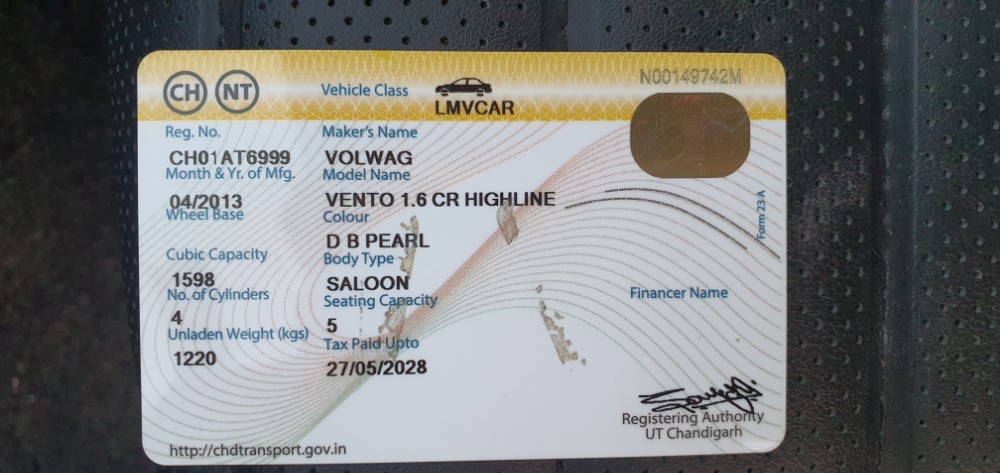 CH NT
Vehicle Class
LMVCAR
N00149742M
Reg. No.
CH01AT6999
Month & Yr. of Mfg.
04/2013
Wheel Base
Cubic Capacity
1598
No. of Cylinders
4
Unladen Weight (kgs)
1220
Maker's Name
VOLWAG
Model Name
VENTO 1.6 CR HIGHLINE
Colour
D B PEARL
Body Type
SALOON
Seating Capacity
5
Tax Paid Upto
27/05/2028
Form 23 A
Financer Name
Registering Authority
UT Chandigarh
http://chdtransport.gov.in